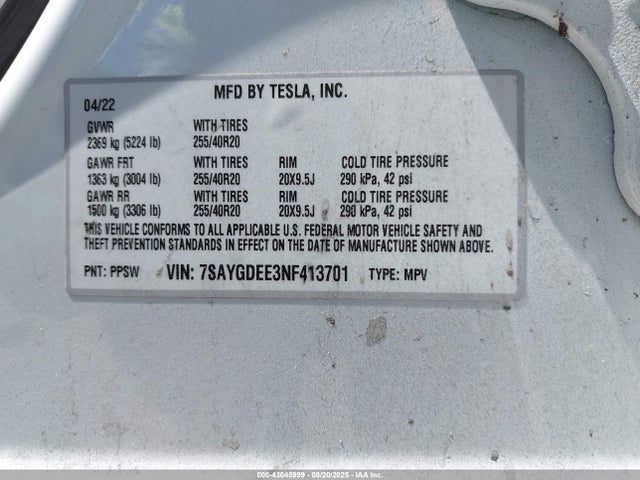 MFD BY TESLA, INC.
04/22
GVWR WITH TIRES
2369 kg (5224 lb) 255/40R20
GAWR FRT WITH TIRES RIM COLD TIRE PRESSURE
1363 kg (3004 lb) 255/40R20 20X9.5J 290 kPa, 42 psi
GAWR RR WITH TIRES RIM COLD TIRE PRESSURE
1500 kg (3306 lb) 255/40R20 20X9.5J 290 kPa, 42 psi
THIS VEHICLE CONFORMS TO ALL APPLICABLE U.S. FEDERAL MOTOR VEHICLE SAFETY AND
THEFT PREVENTION STANDARDS IN EFFECT ON THE DATE OF MANUFACTURE SHOWN ABOVE.
PNT: PPSW VIN: 7SAYGDEE3NF413701 TYPE: MPV
000-43045999 - 08/20/2025 - IAA Inc.